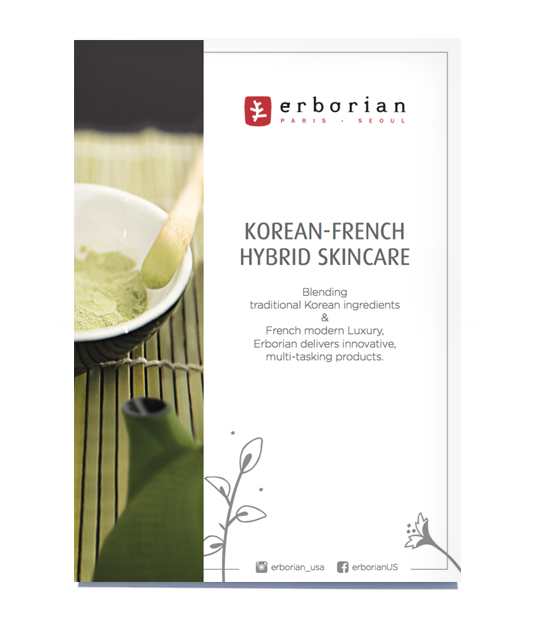 erborian
PARIS · SEOUL
KOREAN-FRENCH
HYBRID SKINCARE
Blending
traditional Korean ingredients
&
French modern Luxury,
Erborian delivers innovative,
multi-tasking products.
erborian_usa erborianUS